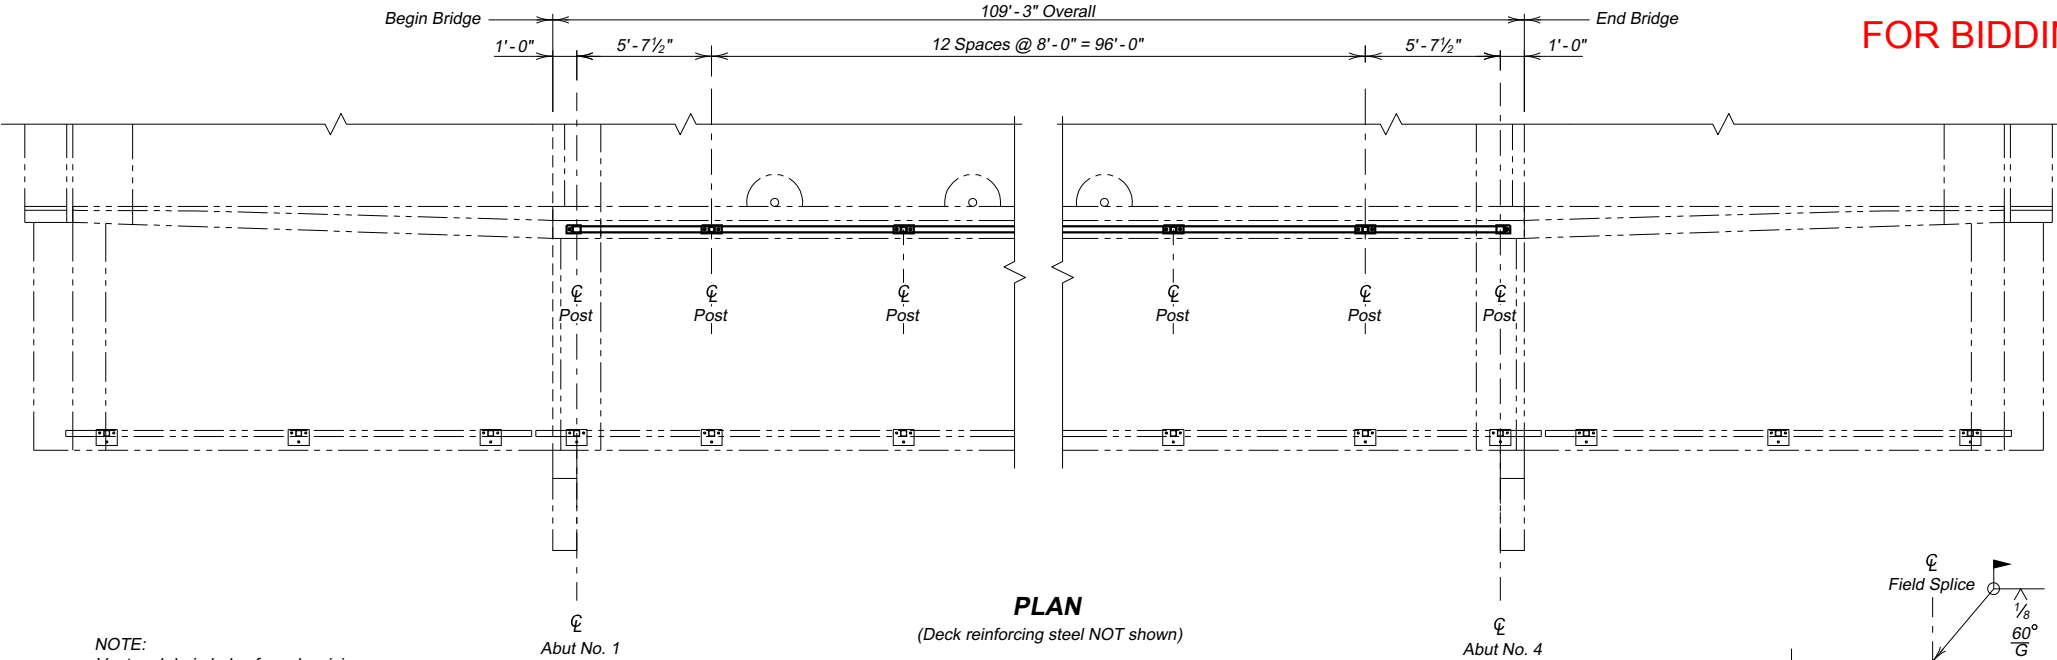 Begin Bridge
109'-3" Overall
End Bridge
FOR BIDDI
1'-0"
5'-7½"
12 Spaces @ 8'-0" = 96'-0"
5'-7½"
1'-0"
℄ Post
℄ Post
℄ Post
℄ Post
℄ Post
℄ Post
℄
Abut No. 1
PLAN
(Deck reinforcing steel NOT shown)
℄
Abut No. 4
℄
Field Splice
1/8
60°
G
NOTE: